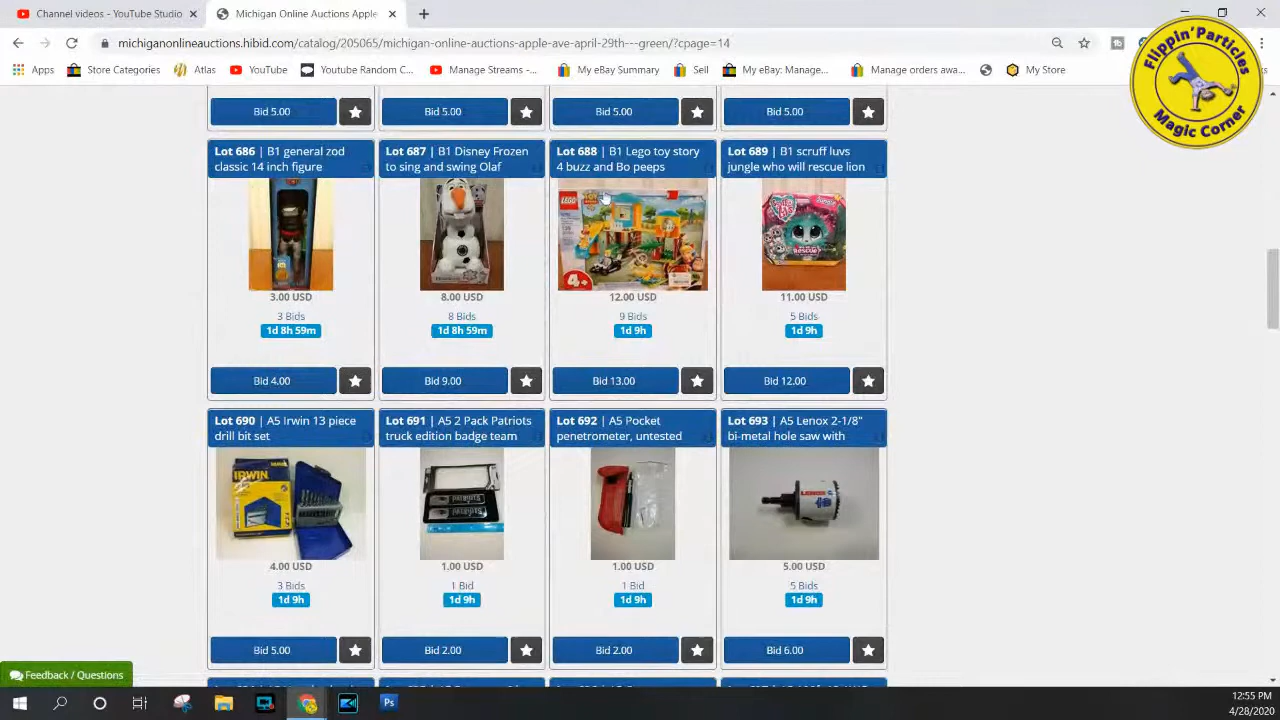 Channel videos - YouTube Studio
Michigan Online Auctions Apple
michiganonlineauctions.hibid.com/catalog/205065/michigan-onlineauctions-apple-ave-april-29th---green/?cpage=14
Apps
Store Categories
Atlas
YouTube
Youtube Random C...
Manage Streams -...
My eBay Summary
Sell
My eBay: Manage...
Manage orders awa...
My Store
Flippin' Particles
Magic Corner
Bid 5.00
Bid 5.00
Bid 5.00
Bid 5.00
Lot 686 | B1 general zod
classic 14 inch figure
3.00 USD
3 Bids
1d 8h 59m
Bid 4.00
Lot 687 | B1 Disney Frozen
to sing and swing Olaf
8.00 USD
8 Bids
1d 8h 59m
Bid 9.00
Lot 688 | B1 Lego toy story
4 buzz and Bo peeps
LEGO
4+
12.00 USD
9 Bids
1d 9h
Bid 13.00
Lot 689 | B1 scruff luvs
jungle who will rescue lion
11.00 USD
5 Bids
1d 9h
Bid 12.00
Lot 690 | A5 Irwin 13 piece
drill bit set
IRWIN
4.00 USD
3 Bids
1d 9h
Bid 5.00
Lot 691 | A5 2 Pack Patriots
truck edition badge team
PATRIOTS
PATRIOTS
1.00 USD
1 Bid
1d 9h
Bid 2.00
Lot 692 | A5 Pocket
penetrometer, untested
1.00 USD
1 Bid
1d 9h
Bid 2.00
Lot 693 | A5 Lenox 2-1/8"
bi-metal hole saw with
LENOX
5.00 USD
5 Bids
1d 9h
Bid 6.00
Feedback / Questions
12:55 PM
4/28/2020